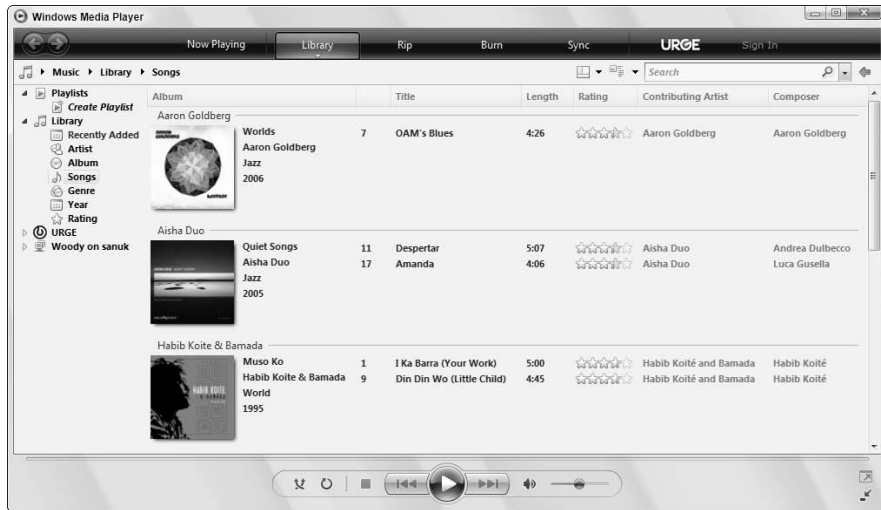 Windows Media Player
Now Playing Library Rip Burn Sync URGE Sign In
Music Library Songs Search
Playlists
Create Playlist
Library
Recently Added
Artist
Album
Songs
Genre
Year
Rating
URGE
Woody on sanuk
Album Title Length Rating Contributing Artist Composer
Aaron Goldberg
Worlds 7 OAM's Blues 4:26 Aaron Goldberg Aaron Goldberg
Aaron Goldberg
Jazz
2006
Aisha Duo
Quiet Songs 11 Despertar 5:07 Aisha Duo Andrea Dulbecco
Aisha Duo 17 Amanda 4:06 Aisha Duo Luca Gusella
Jazz
2005
Habib Koite & Bamada
Muso Ko 1 I Ka Barra (Your Work) 5:00 Habib Koité and Bamada Habib Koité
Habib Koite & Bamada 9 Din Din Wo (Little Child) 4:45 Habib Koité and Bamada Habib Koité
World
1995
HABIB KOITÉ
& BAMADA